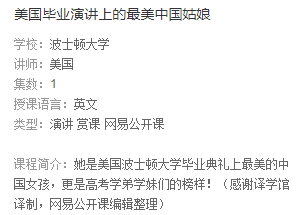 美国毕业演讲上的最美中国姑娘
学校：波士顿大学
讲师：美国
集数：1
授课语言：英文
类型：演讲 赏课 网易公开课
课程简介：她是美国波士顿大学毕业典礼上最美的中
国女孩，更是高考学弟学妹们的榜样！（感谢译学馆
译制，网易公开课编辑整理）